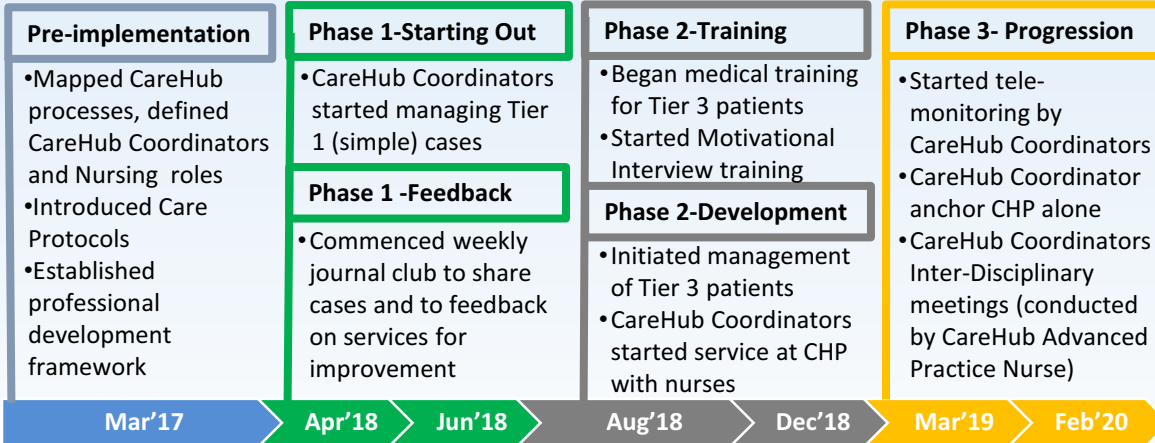 Pre-implementation
•Mapped CareHub
processes, defined
CareHub Coordinators
and Nursing roles
•Introduced Care
Protocols
•Established
professional
development
framework
Phase 1-Starting Out
•CareHub Coordinators
started managing Tier
1 (simple) cases
Phase 1 -Feedback
•Commenced weekly
journal club to share
cases and to feedback
on services for
improvement
Phase 2-Training
•Began medical training
for Tier 3 patients
•Started Motivational
Interview training
Phase 2-Development
•Initiated management
of Tier 3 patients
•CareHub Coordinators
started service at CHP
with nurses
Phase 3- Progression
•Started tele-
monitoring by
CareHub Coordinators
•CareHub Coordinator
anchor CHP alone
•CareHub Coordinators
Inter-Disciplinary
meetings (conducted
by CareHub Advanced
Practice Nurse)
Mar’17
Apr’18
Jun’18
Aug’18
Dec’18
Mar’19
Feb’20